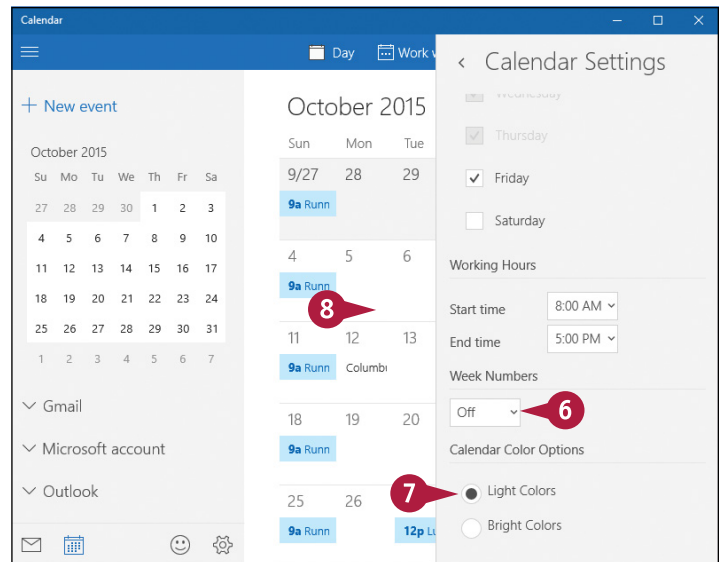 Calendar
Day
Work
Calendar Settings
+ New event
October 2015
Su Mo Tu We Th Fr Sa
27 28 29 30 1 2 3
4 5 6 7 8 9 10
11 12 13 14 15 16 17
18 19 20 21 22 23 24
25 26 27 28 29 30 31
1 2 3 4 5 6 7
Gmail
Microsoft account
Outlook
October 2015
Sun Mon Tue
9/27 28 29
9a Runn
4 5 6
9a Runn
8
11 12 13
9a Runn Columb
18 19 20
9a Runn
25 26
9a Runn 12p Lu
Wednesday
Thursday
Friday
Saturday
Working Hours
Start time 8:00 AM
End time 5:00 PM
Week Numbers
Off 6
Calendar Color Options
7 Light Colors
Bright Colors